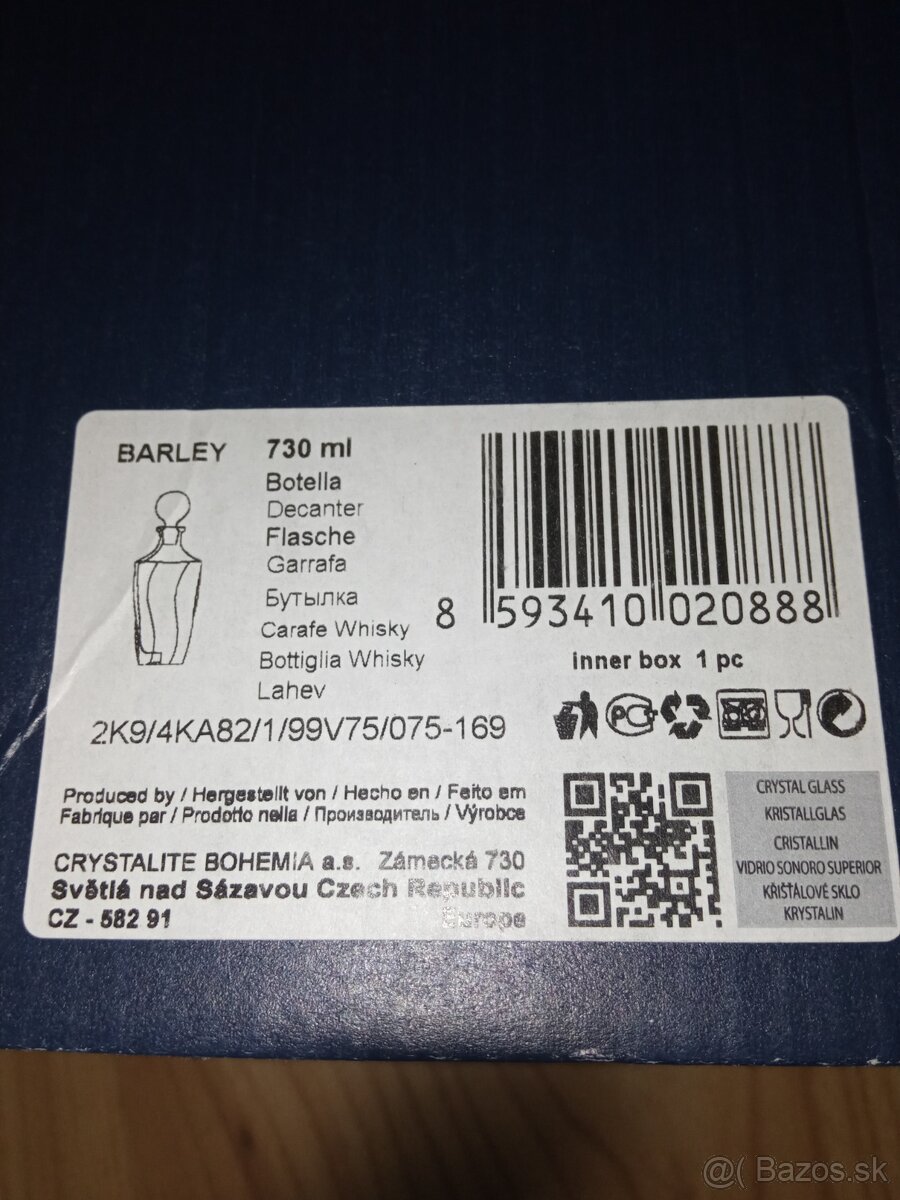 BARLEY
730 ml
Botella
Decanter
Flasche
Garrafa
Бутылка
Carafe Whisky
Bottiglia Whisky
Lahev
8 593410 020888
inner box 1 pc
2K9/4KA82/1/99V75/075-169
PCT
Produced by / Hergestellt von / Hecho en / Feito em
Fabrique par / Prodotto nella / Производитель / Výrobce
CRYSTALITE BOHEMIA a.s. Zámecká 730
Světlá nad Sázavou Czech Republic
CZ - 582 91 Europe
CRYSTAL GLASS
KRISTALLGLAS
CRISTALLIN
VIDRIO SONORO SUPERIOR
KŘIŠŤÁLOVÉ SKLO
KRYSTALIN
@( Bazos.sk